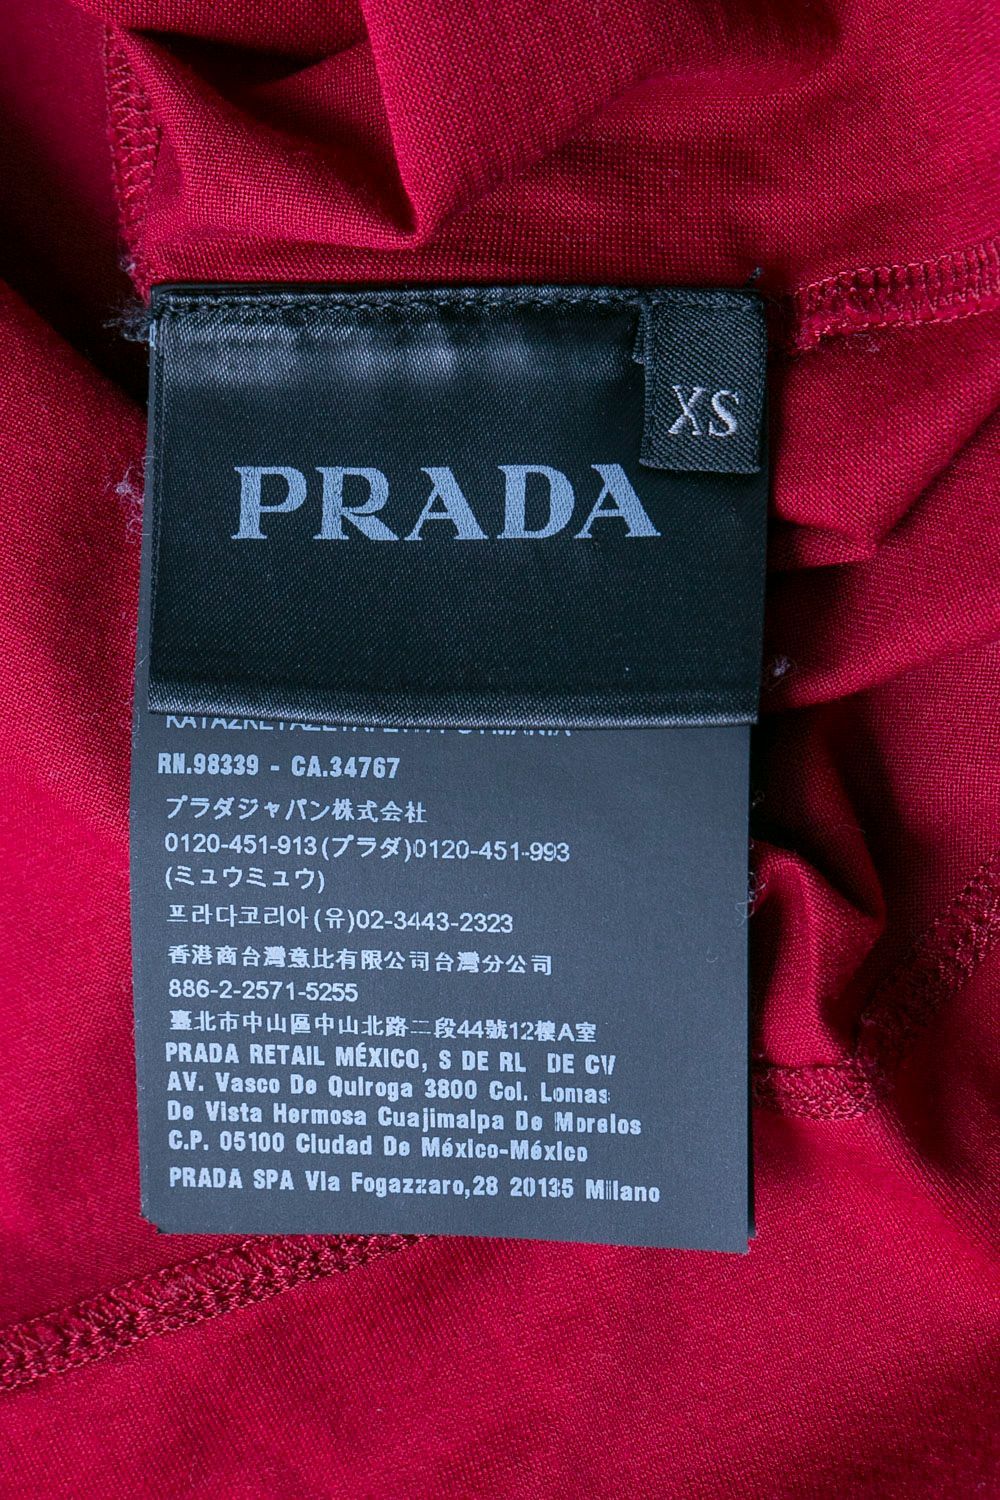 XS
PRADA
RN.98339 - CA.34767
プラダジャパン株式会社
0120-451-913(プラダ)0120-451-993
(ミュウミュウ)
프라다코리아(유)02-3443-2323
香港商台灣意比有限公司台灣分公司
886-2-2571-5255
臺北市中山區中山北路二段44號12樓A室
PRADA RETAIL MÉXICO, S DE RL DE CV
AV. Vasco De Quiroga 3800 Col. Lomas
De Vista Hermosa Cuajimalpa De Morelos
C.P. 05100 Ciudad De México-México
PRADA SPA Via Fogazzaro,28 20135 Milano